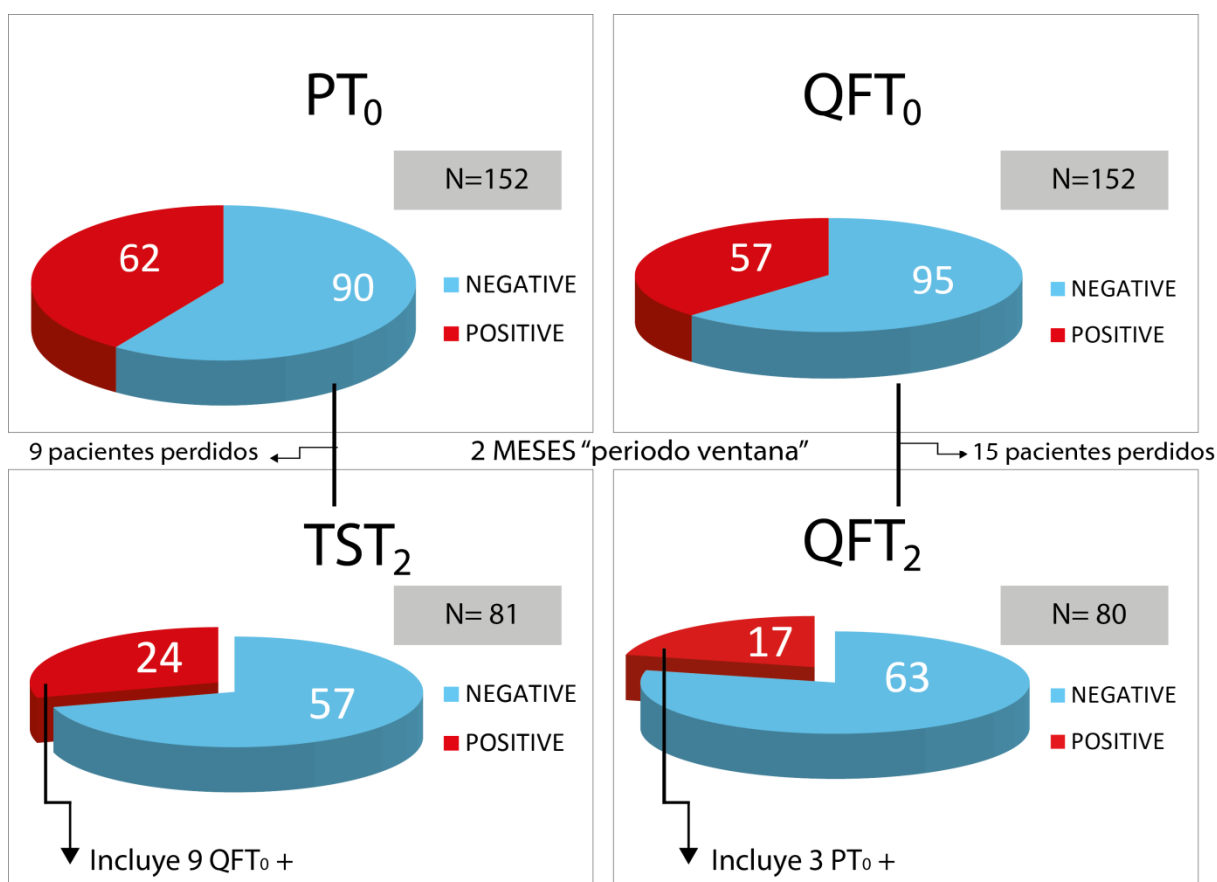 PT₀
N=152
62
90
NEGATIVE
POSITIVE
QFT₀
N=152
57
95
NEGATIVE
POSITIVE
9 pacientes perdidos
2 MESES “periodo ventana”
15 pacientes perdidos
TST₂
N= 81
24
57
NEGATIVE
POSITIVE
Incluye 9 QFT₀ +
QFT₂
N= 80
17
63
NEGATIVE
POSITIVE
Incluye 3 PT₀ +